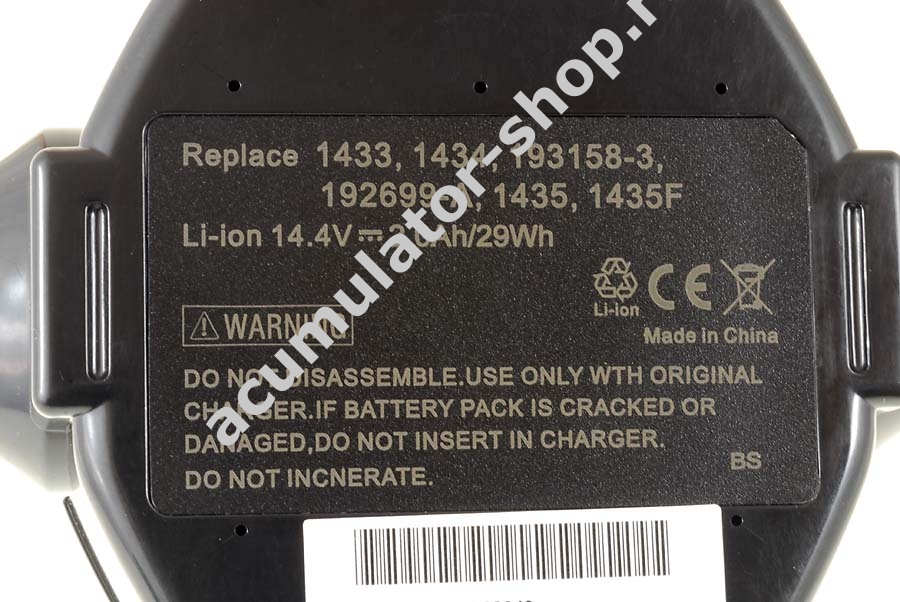 Replace 1433, 1434, 193158-3,
1435, 1435F
Li-ion 14.4V
Li-ion
CE
Made in China
WARNING
DO NOT DISASSEMBLE.USE ONLY WTH ORIGINAL
CHARGER.IF BATTERY PACK IS CRACKED OR
DAMAGED,DO NOT INSERT IN CHARGER.
DO NOT INCNERATE.
BS